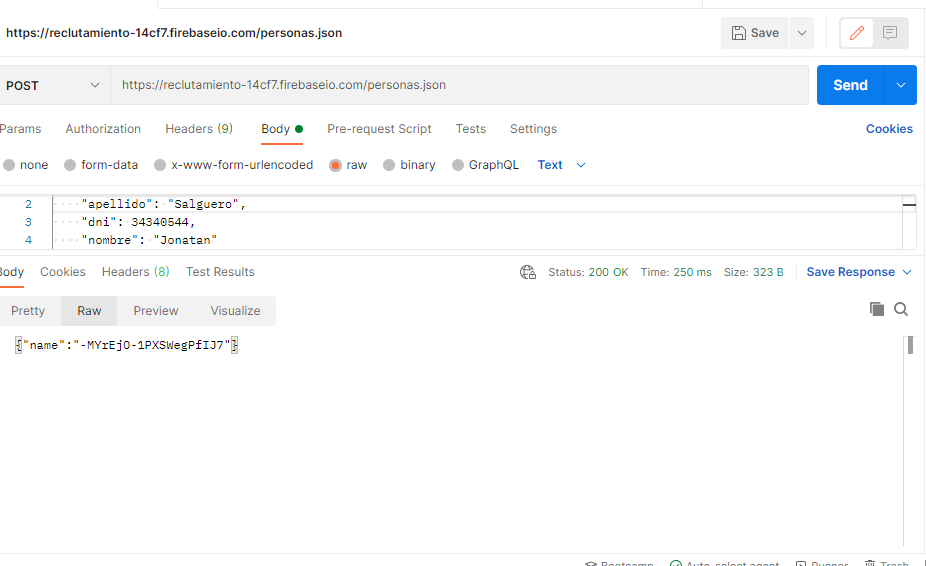 https://reclutamiento-14cf7.firebaseio.com/personas.json Save
POST https://reclutamiento-14cf7.firebaseio.com/personas.json Send
Params Authorization Headers (9) Body Pre-request Script Tests Settings Cookies
none form-data x-www-form-urlencoded raw binary GraphQL Text
2 "apellido": "Salguero",
3 "dni": 34340544,
4 "nombre": "Jonatan"
Body Cookies Headers (8) Test Results Status: 200 OK Time: 250 ms Size: 323 B Save Response
Pretty Raw Preview Visualize
{"name":"-MYrEjO-1PXSWegPfIJ7"}
Bootcamp Auto-select agent Runner Trash